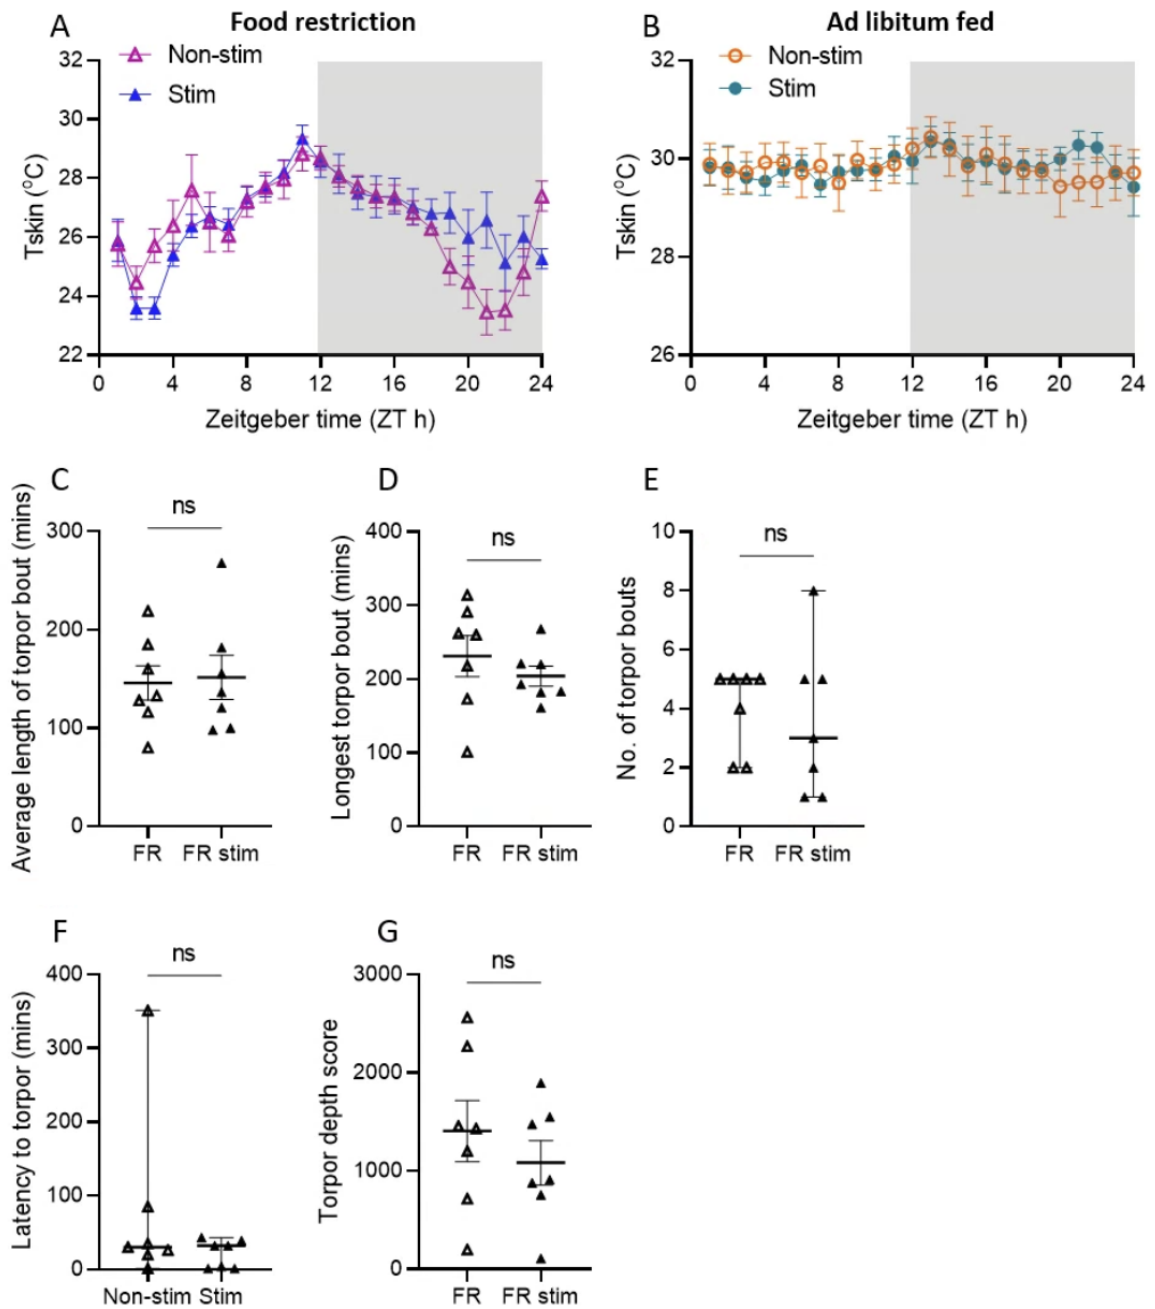 A Food restriction
Non-stim
Stim
Tskin (⁰C)
32
30
28
26
24
22
0 4 8 12 16 20 24
Zeitgeber time (ZT h)
B Ad libitum fed
Non-stim
Stim
Tskin (⁰C)
32
30
28
26
0 4 8 12 16 20 24
Zeitgeber time (ZT h)
C
ns
Average length of torpor bout (mins)
300
200
100
0
FR FR stim
D
ns
Longest torpor bout (mins)
400
300
200
100
0
FR FR stim
E
ns
No. of torpor bouts
10
8
6
4
2
0
FR FR stim
F
ns
Latency to torpor (mins)
400
300
200
100
0
Non-stim Stim
G
ns
Torpor depth score
3000
2000
1000
0
FR FR stim